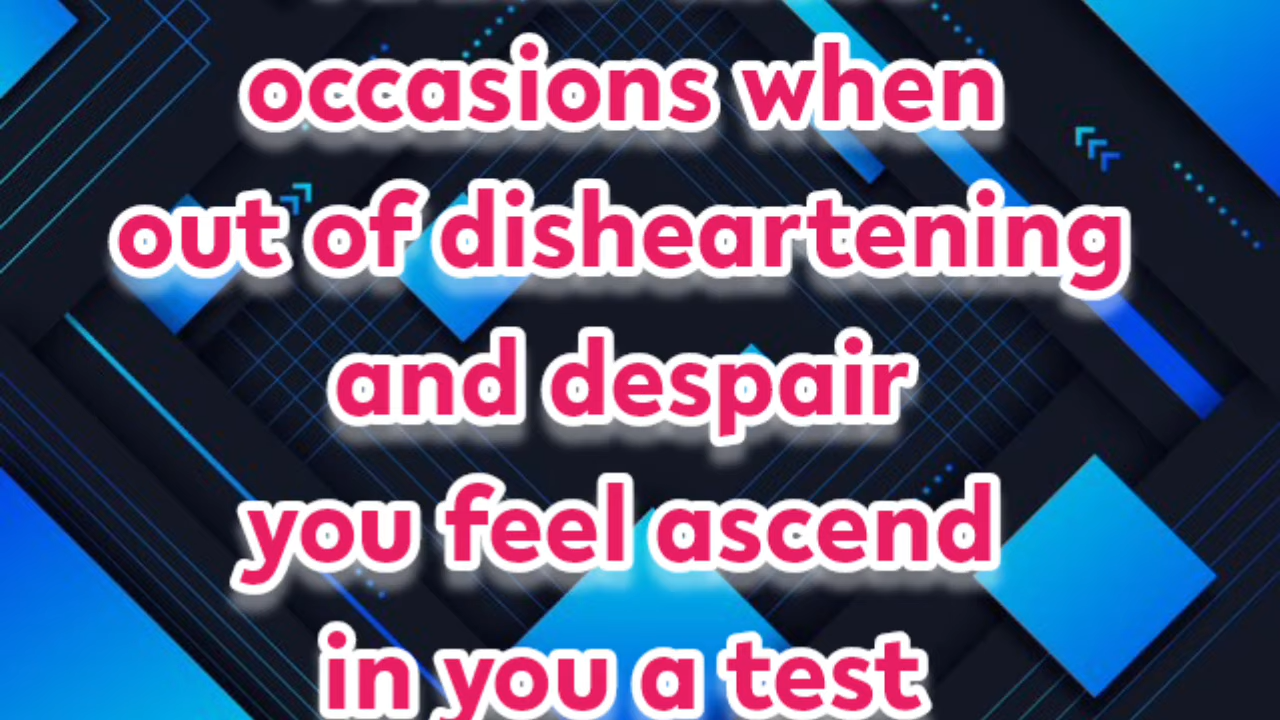 occasions when
out of disheartening
and despair
you feel ascend
in you a test